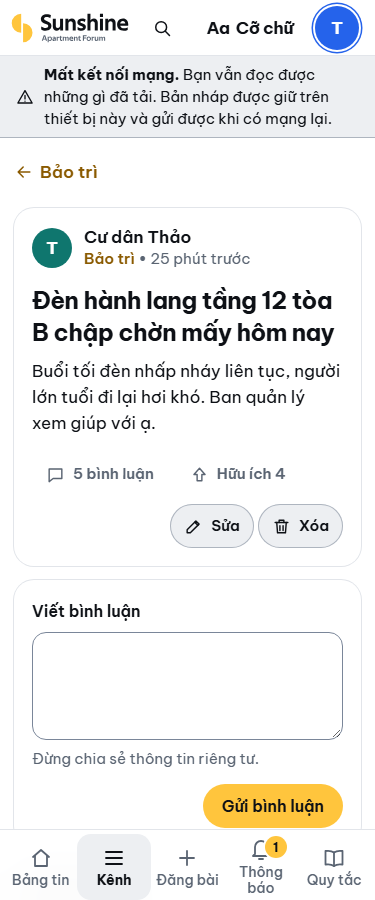 Sunshine
Apartment Forum
Aa Cỡ chữ
T
Mất kết nối mạng. Bạn vẫn đọc được
những gì đã tải. Bản nháp được giữ trên
thiết bị này và gửi được khi có mạng lại.
← Bảo trì
T
Cư dân Thảo
Bảo trì • 25 phút trước
Đèn hành lang tầng 12 tòa
B chập chờn mấy hôm nay
Buổi tối đèn nhấp nháy liên tục, người
lớn tuổi đi lại hơi khó. Ban quản lý
xem giúp với ạ.
5 bình luận
Hữu ích 4
Sửa
Xóa
Viết bình luận
Đừng chia sẻ thông tin riêng tư.
Gửi bình luận
Bảng tin
Kênh
Đăng bài
1
Thông
báo
Quy tắc